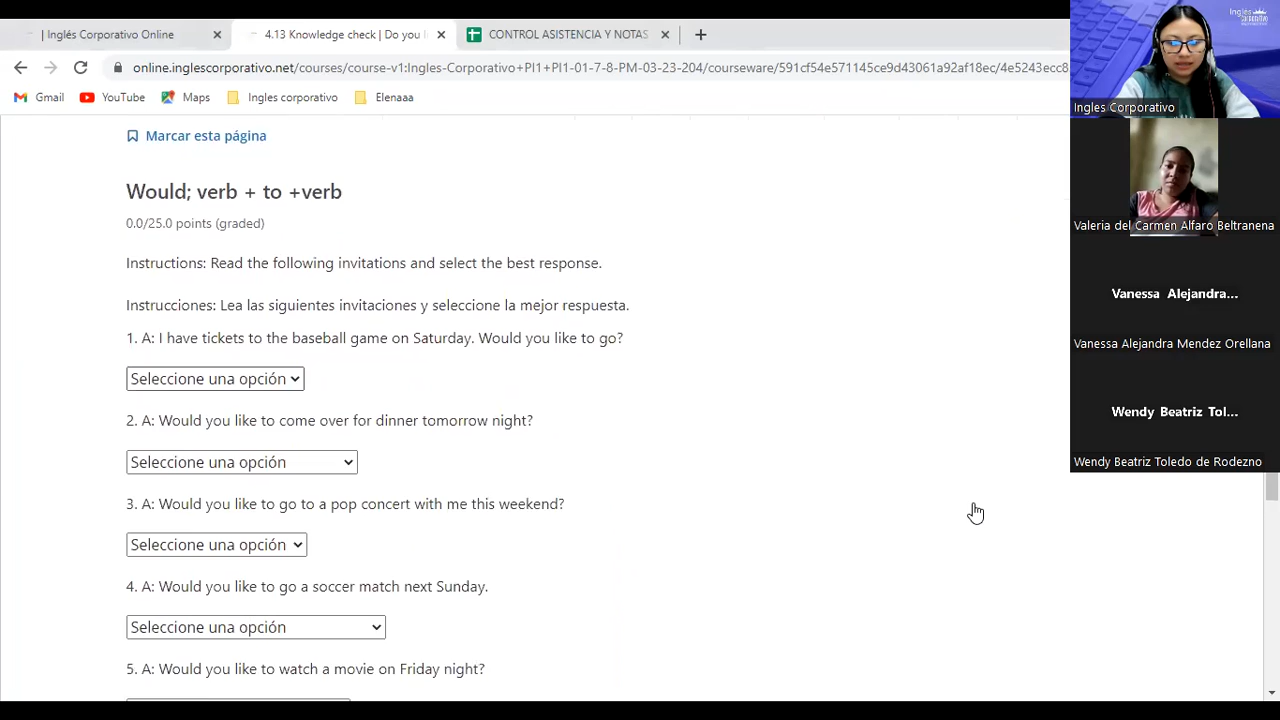 | Inglés Corporativo Online
4.13 Knowledge check | Do you l
CONTROL ASISTENCIA Y NOTAS
online.inglescorporativo.net/courses/course-v1:Ingles-Corporativo+PI1+PI1-01-7-8-PM-03-23-204/courseware/591cf54e571145ce9d43061a92af18ec/4e5243ecc8
Gmail
YouTube
Maps
Ingles corporativo
Elenaaa
Marcar esta página
Would; verb + to +verb
0.0/25.0 points (graded)
Instructions: Read the following invitations and select the best response.
Instrucciones: Lea las siguientes invitaciones y seleccione la mejor respuesta.
1. A: I have tickets to the baseball game on Saturday. Would you like to go?
Seleccione una opción
2. A: Would you like to come over for dinner tomorrow night?
Seleccione una opción
3. A: Would you like to go to a pop concert with me this weekend?
Seleccione una opción
4. A: Would you like to go a soccer match next Sunday.
Seleccione una opción
5. A: Would you like to watch a movie on Friday night?
Ingles Corporativo
Ingles Corporativo
Valeria del Carmen Alfaro Beltranena
Vanessa Alejandra...
Vanessa Alejandra Mendez Orellana
Wendy Beatriz Tol...
Wendy Beatriz Toledo de Rodezno